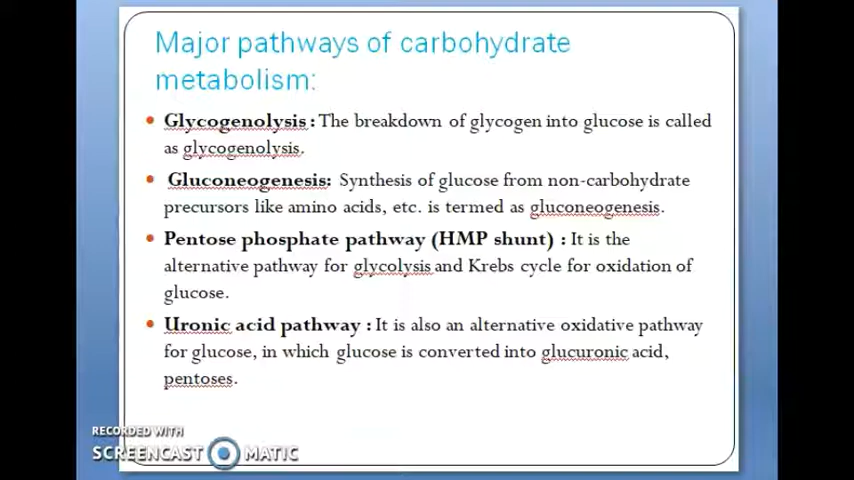 Major pathways of carbohydrate
metabolism:
• Glycogenolysis : The breakdown of glycogen into glucose is called
as glycogenolysis.
• Gluconeogenesis: Synthesis of glucose from non-carbohydrate
precursors like amino acids, etc. is termed as gluconeogenesis.
• Pentose phosphate pathway (HMP shunt) : It is the
alternative pathway for glycolysis and Krebs cycle for oxidation of
glucose.
• Uronic acid pathway : It is also an alternative oxidative pathway
for glucose, in which glucose is converted into glucuronic acid,
pentoses.
RECORDED WITH
SCREENCAST MATIC